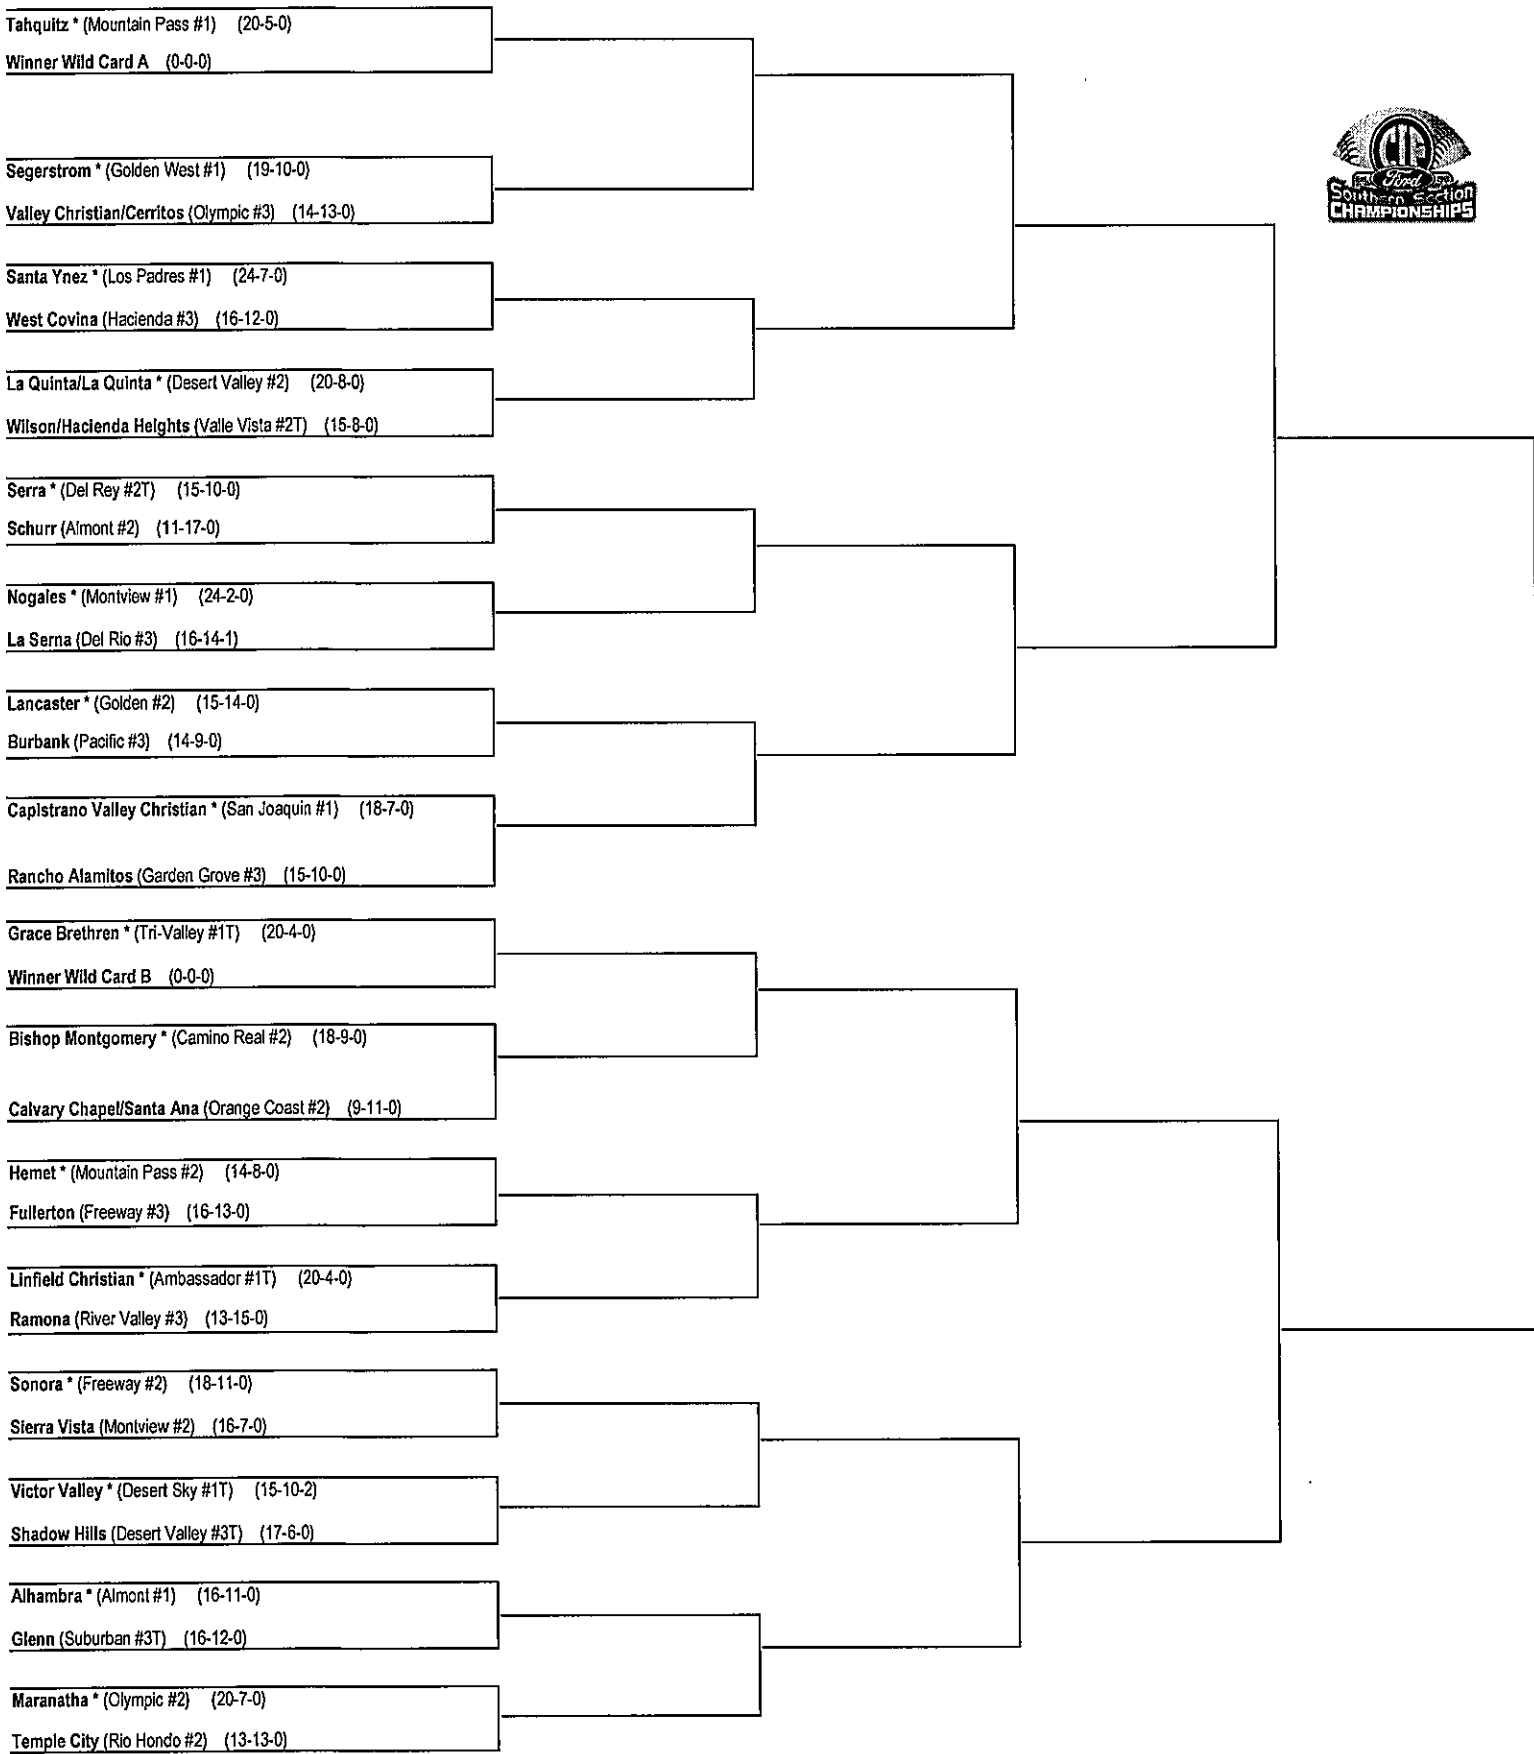 Tahquitz * (Mountain Pass #1) (20-5-0)
Winner Wild Card A (0-0-0)
Segerstrom * (Golden West #1) (19-10-0)
Valley Christian/Cerritos (Olympic #3) (14-13-0)
Santa Ynez * (Los Padres #1) (24-7-0)
West Covina (Hacienda #3) (16-12-0)
La Quinta/La Quinta * (Desert Valley #2) (20-8-0)
Wilson/Hacienda Heights (Valle Vista #2T) (15-8-0)
Serra * (Del Rey #2T) (15-10-0)
Schurr (Almont #2) (11-17-0)
Nogales * (Montview #1) (24-2-0)
La Serna (Del Rio #3) (16-14-1)
Lancaster * (Golden #2) (15-14-0)
Burbank (Pacific #3) (14-9-0)
Capistrano Valley Christian * (San Joaquin #1) (18-7-0)
Rancho Alamitos (Garden Grove #3) (15-10-0)
Grace Brethren * (Tri-Valley #1T) (20-4-0)
Winner Wild Card B (0-0-0)
Bishop Montgomery * (Camino Real #2) (18-9-0)
Calvary Chapel/Santa Ana (Orange Coast #2) (9-11-0)
Hemet * (Mountain Pass #2) (14-8-0)
Fullerton (Freeway #3) (16-13-0)
Linfield Christian * (Ambassador #1T) (20-4-0)
Ramona (River Valley #3) (13-15-0)
Sonora * (Freeway #2) (18-11-0)
Sierra Vista (Montview #2) (16-7-0)
Victor Valley * (Desert Sky #1T) (15-10-2)
Shadow Hills (Desert Valley #3T) (17-6-0)
Alhambra * (Almont #1) (16-11-0)
Glenn (Suburban #3T) (16-12-0)
Maranatha * (Olympic #2) (20-7-0)
Temple City (Rio Hondo #2) (13-13-0)
CIF
Ford
Southern Section
CHAMPIONSHIPS